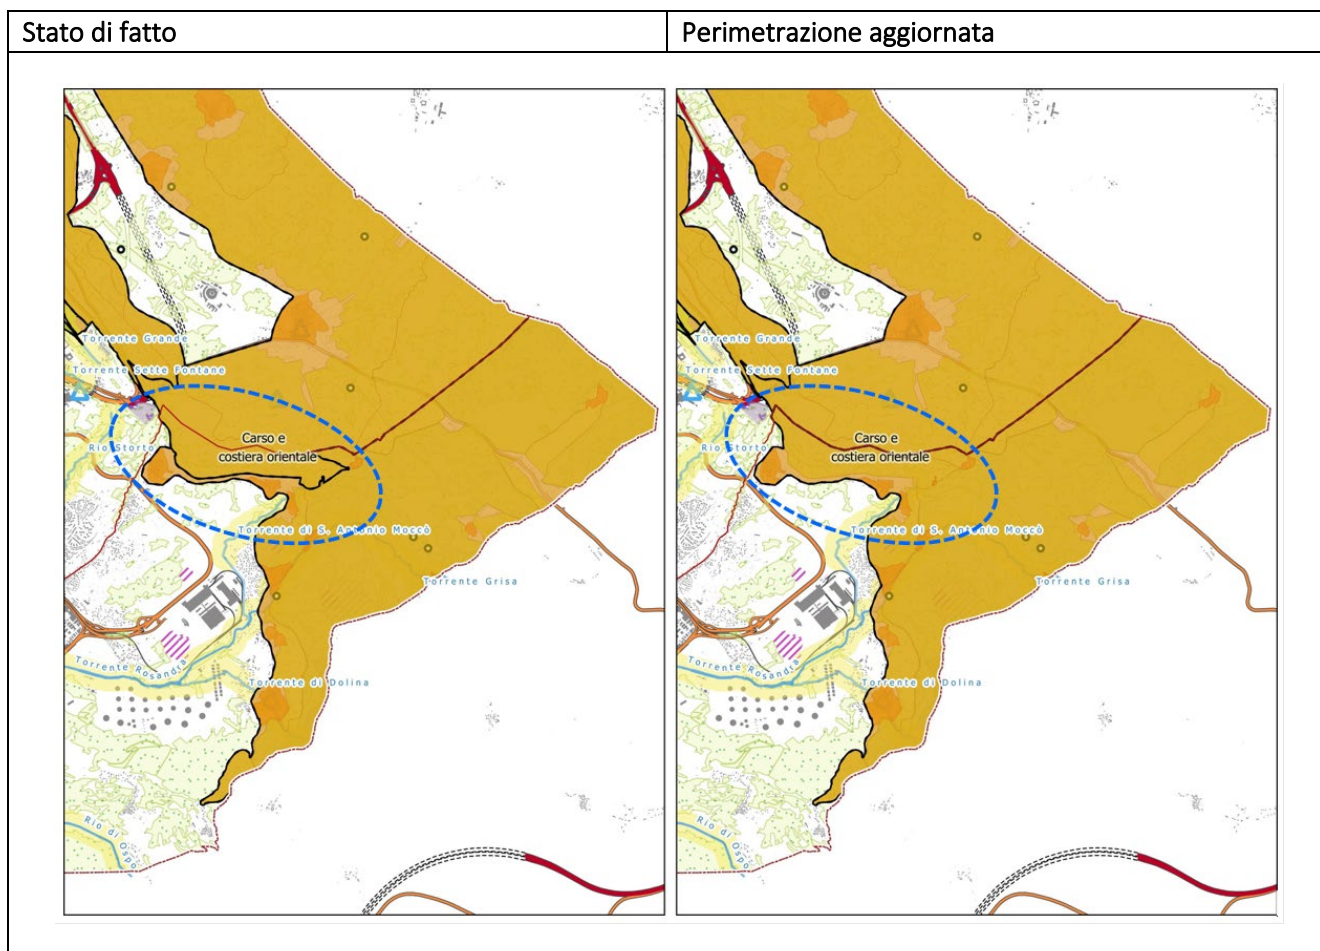 Stato di fatto
Perimetrazione aggiornata
Torrente Grande
Torrente Sette Fontane
Carso e
costiera orientale
Rio Storto
Torrente di S. Antonio Moccò
Torrente Grisa
Torrente Rosandra
Torrente di Dolina
Rio di Ospo
Torrente Grande
Torrente Sette Fontane
Carso e
costiera orientale
Rio Storto
Torrente di S. Antonio Moccò
Torrente Grisa
Torrente Rosandra
Torrente di Dolina
Rio di Ospo